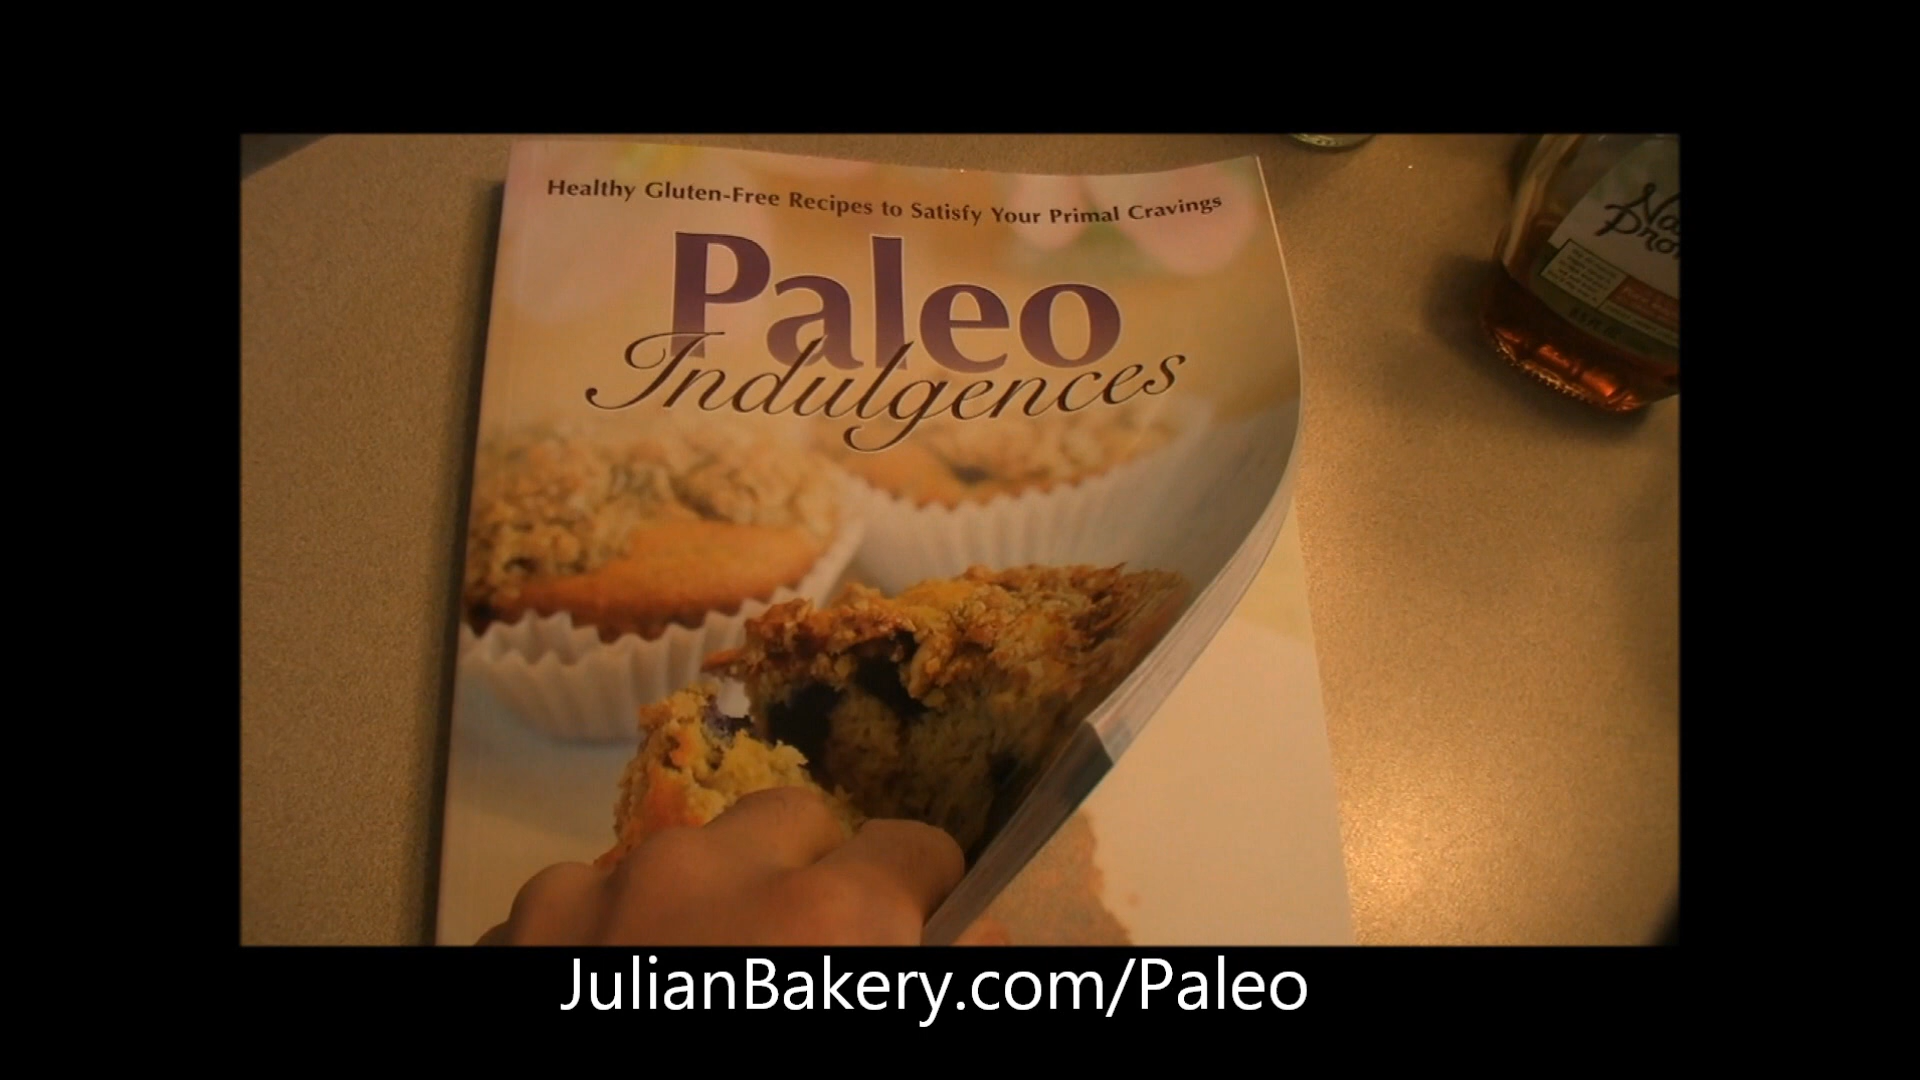 Healthy Gluten-Free Recipes to Satisfy Your Primal Cravings
Paleo
Indulgences
JulianBakery.com/Paleo